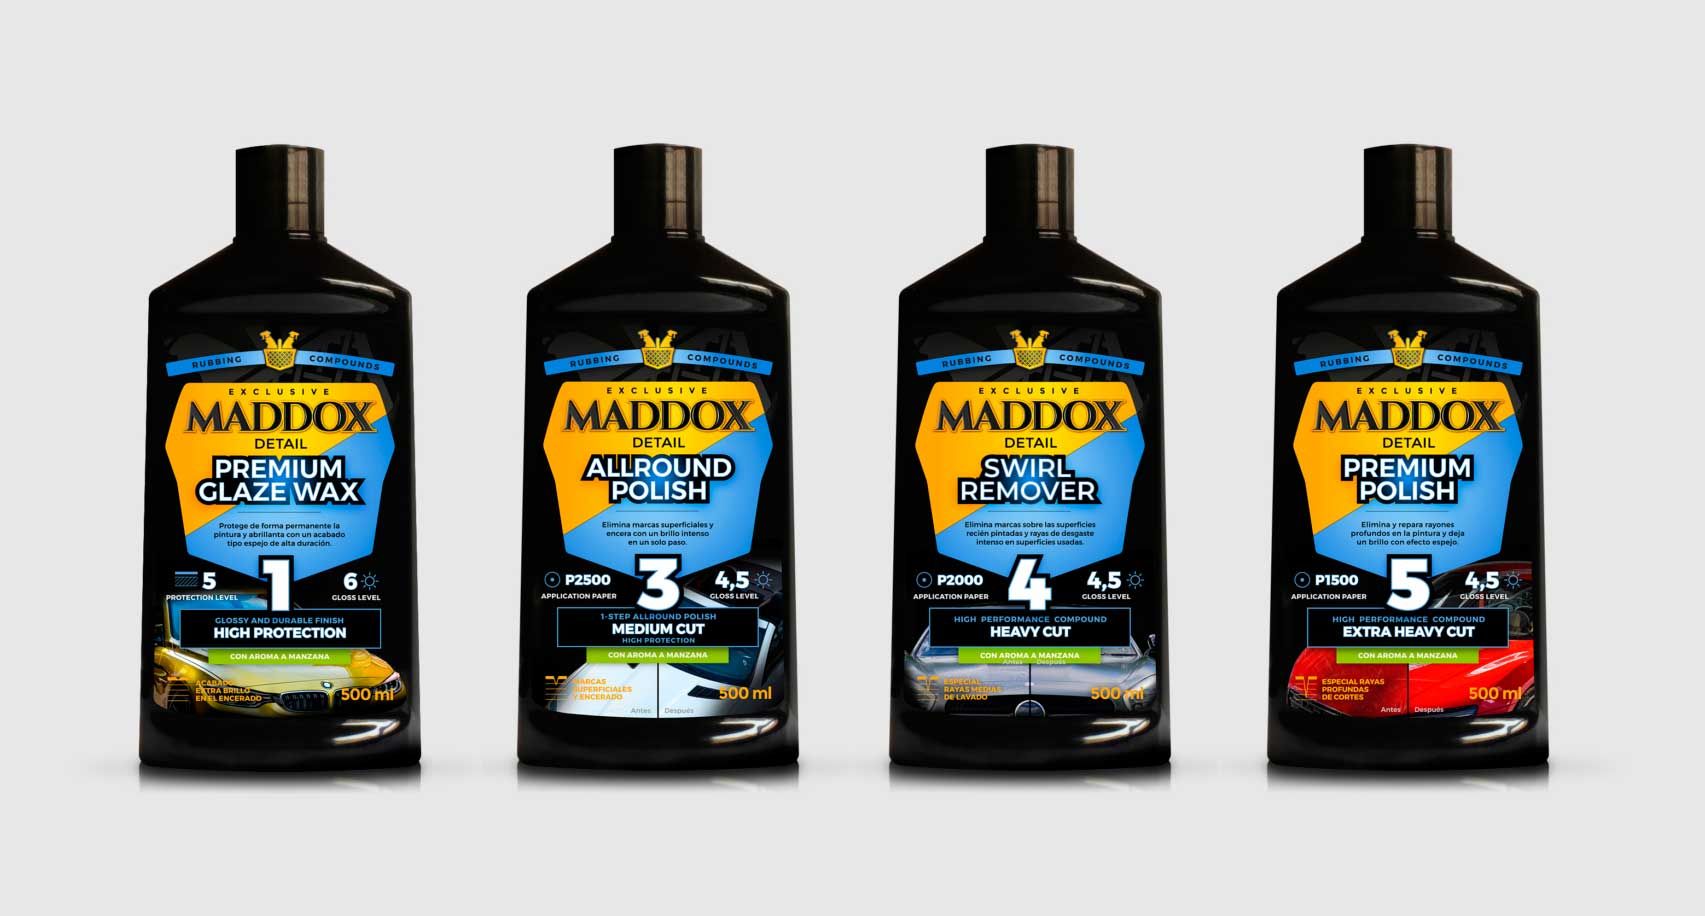 RUBBING COMPOUNDS
EXCLUSIVE
MADDOX
DETAIL
PREMIUM
GLAZE WAX
Protege de forma permanente la
pintura y abrillanta con un acabado
tipo espejo de alta duración.
1
5
PROTECTION LEVEL
6
GLOSS LEVEL
GLOSSY AND DURABLE FINISH
HIGH PROTECTION
CON AROMA A MANZANA
ACABADO
EXTRA BRILLO
EN EL ENCERADO
500 ml
RUBBING COMPOUNDS
EXCLUSIVE
MADDOX
DETAIL
ALLROUND
POLISH
Elimina marcas superficiales y
encera con un brillo intenso
en un solo paso.
3
P2500
APPLICATION PAPER
4,5
GLOSS LEVEL
1-STEP ALLROUND POLISH
MEDIUM CUT
HIGH PROTECTION
CON AROMA A MANZANA
MARCAS
SUPERFICIALES
Y ENCERADO
500 ml
Antes Después
RUBBING COMPOUNDS
EXCLUSIVE
MADDOX
DETAIL
SWIRL
REMOVER
Elimina marcas sobre las superficies
recién pintadas y rayas de desgaste
intenso en superficies usadas.
4
P2000
APPLICATION PAPER
4,5
GLOSS LEVEL
HIGH PERFORMANCE COMPOUND
HEAVY CUT
CON AROMA A MANZANA
Antes Después
ESPECIAL
RAYAS MEDIAS
DE LAVADO
500 ml
RUBBING COMPOUNDS
EXCLUSIVE
MADDOX
DETAIL
PREMIUM
POLISH
Elimina y repara rayones
profundos en la pintura y deja
un brillo con efecto espejo.
5
P1500
APPLICATION PAPER
4,5
GLOSS LEVEL
HIGH PERFORMANCE COMPOUND
EXTRA HEAVY CUT
CON AROMA A MANZANA
ESPECIAL RAYAS
PROFUNDAS
DE CORTES
500 ml
Antes Después